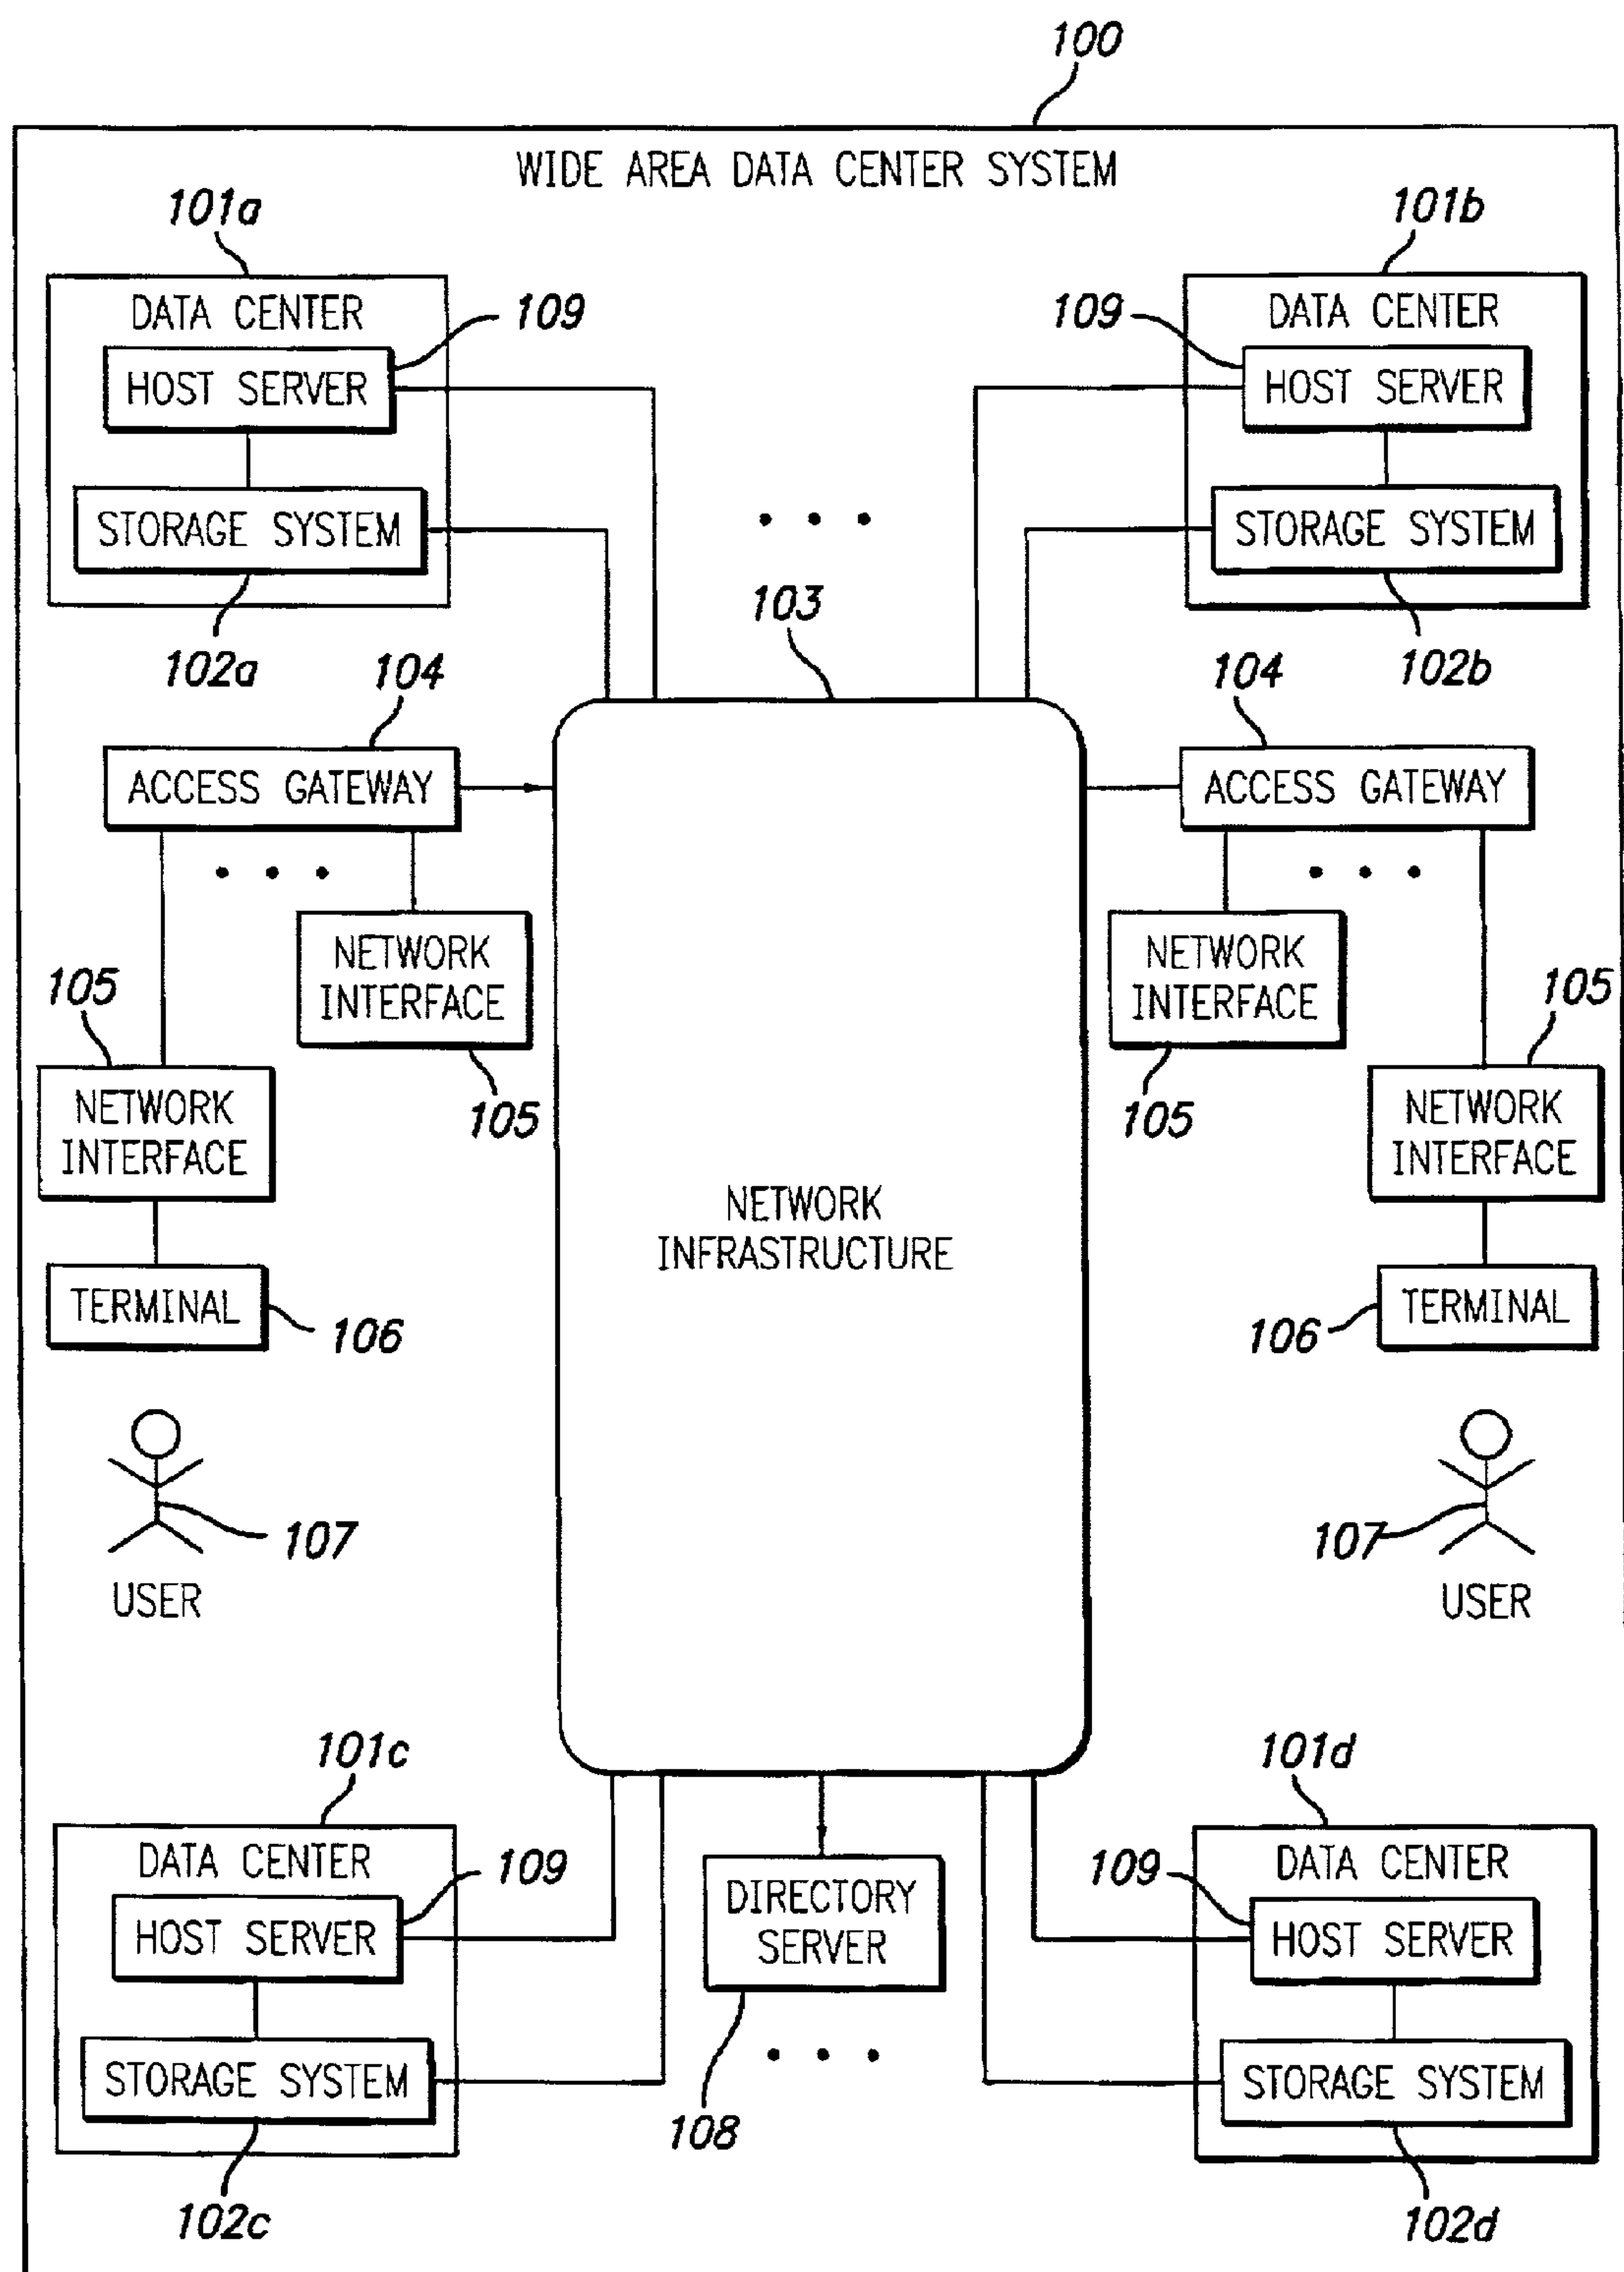 100
WIDE AREA DATA CENTER SYSTEM
101a
101b
DATA CENTER
109
109
DATA CENTER
HOST SERVER
HOST SERVER
STORAGE SYSTEM
STORAGE SYSTEM
103
102a
104
104
102b
ACCESS GATEWAY
ACCESS GATEWAY
NETWORK
INTERFACE
NETWORK
INTERFACE
105
105
105
105
NETWORK
INTERFACE
NETWORK
INTERFACE
NETWORK
INFRASTRUCTURE
TERMINAL
106
106
TERMINAL
107
107
USER
USER
101c
101d
DATA CENTER
109
109
DATA CENTER
HOST SERVER
DIRECTORY
SERVER
HOST SERVER
STORAGE SYSTEM
STORAGE SYSTEM
108
102c
102d